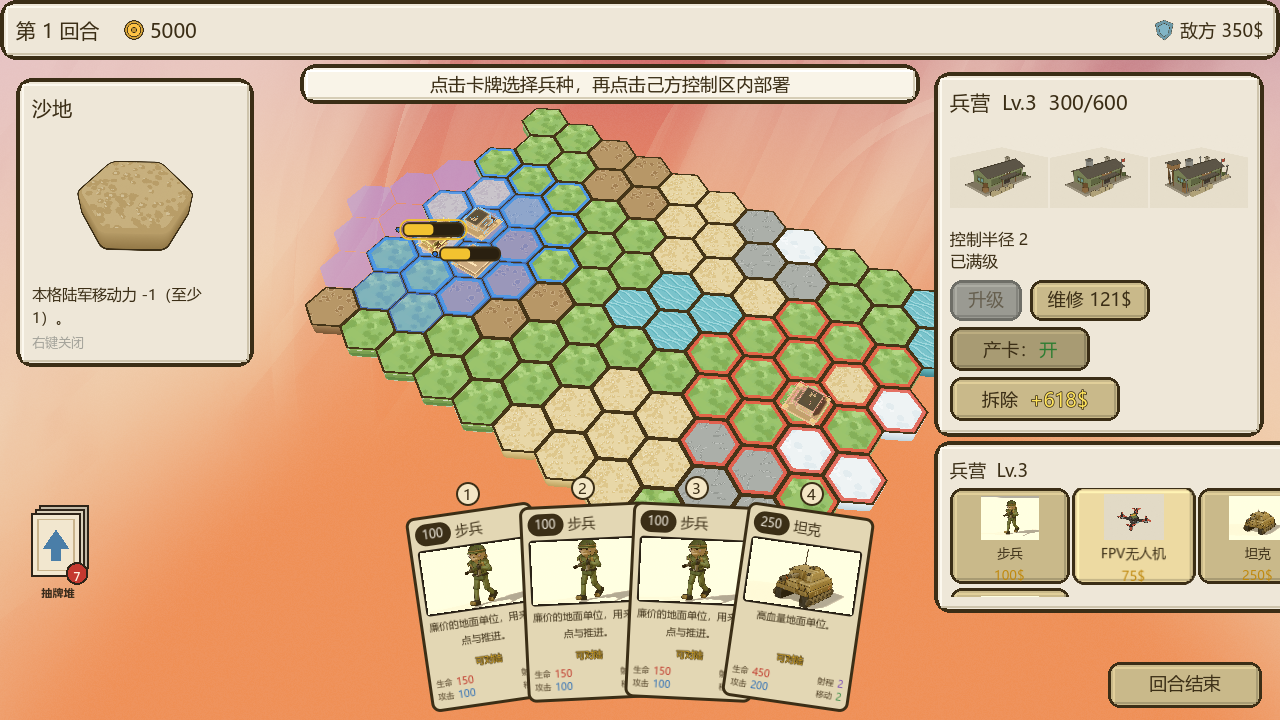 第 1 回合
5000
敌方 350$
点击卡牌选择兵种，再点击己方控制区内部署
沙地
本格陆军移动力 -1（至少
1）。
右键关闭
兵营 Lv.3 300/600
控制半径 2
已满级
升级
维修 121$
产卡：开
拆除 +618$
兵营 Lv.3
步兵
100$
FPV无人机
75$
坦克
250$
7
抽牌堆
1
100 步兵
廉价的地面单位，用来
点与推进。
生命 150
攻击 100
2
100 步兵
廉价的地面单位，用来
点与推进。
生命 150
攻击 100
3
100 步兵
廉价的地面单位，用来
点与推进。
生命 150
攻击 100
4
250 坦克
高血量地面单位。
生命 450
攻击 200
射程 2
移动 2
回合结束